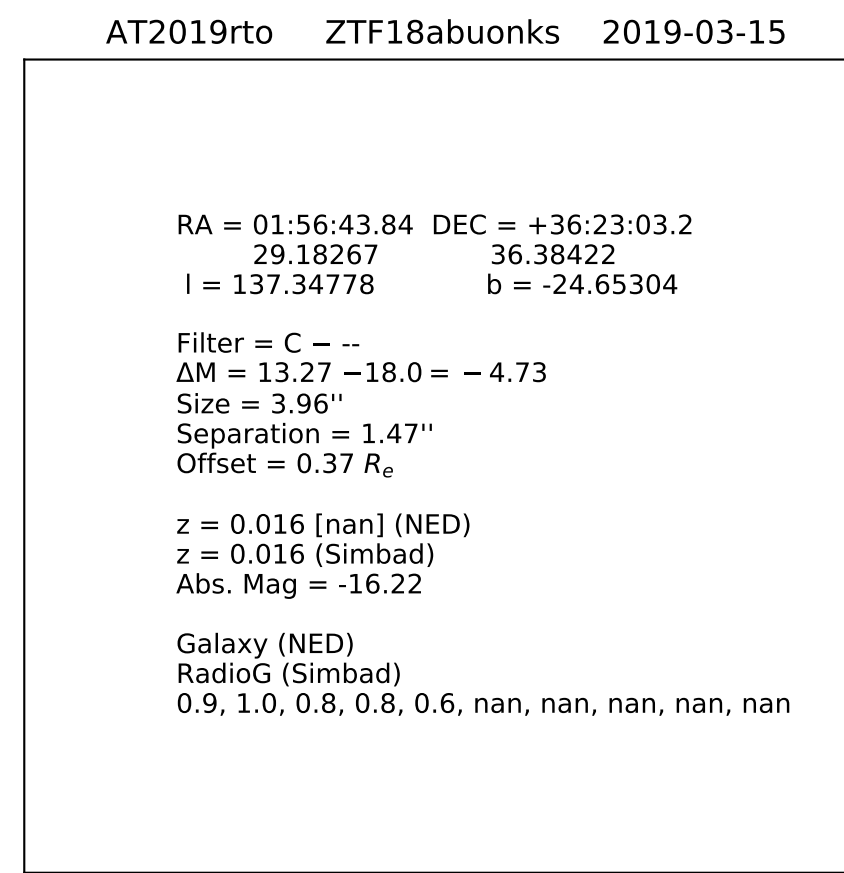 AT2019rto ZTF18abuonks 2019-03-15
RA = 01:56:43.84 DEC = +36:23:03.2
29.18267 36.38422
l = 137.34778 b = -24.65304
Filter = C − --
ΔM = 13.27 −18.0 = − 4.73
Size = 3.96''
Separation = 1.47''
Offset = 0.37 Rₑ
z = 0.016 [nan] (NED)
z = 0.016 (Simbad)
Abs. Mag = -16.22
Galaxy (NED)
RadioG (Simbad)
0.9, 1.0, 0.8, 0.8, 0.6, nan, nan, nan, nan, nan